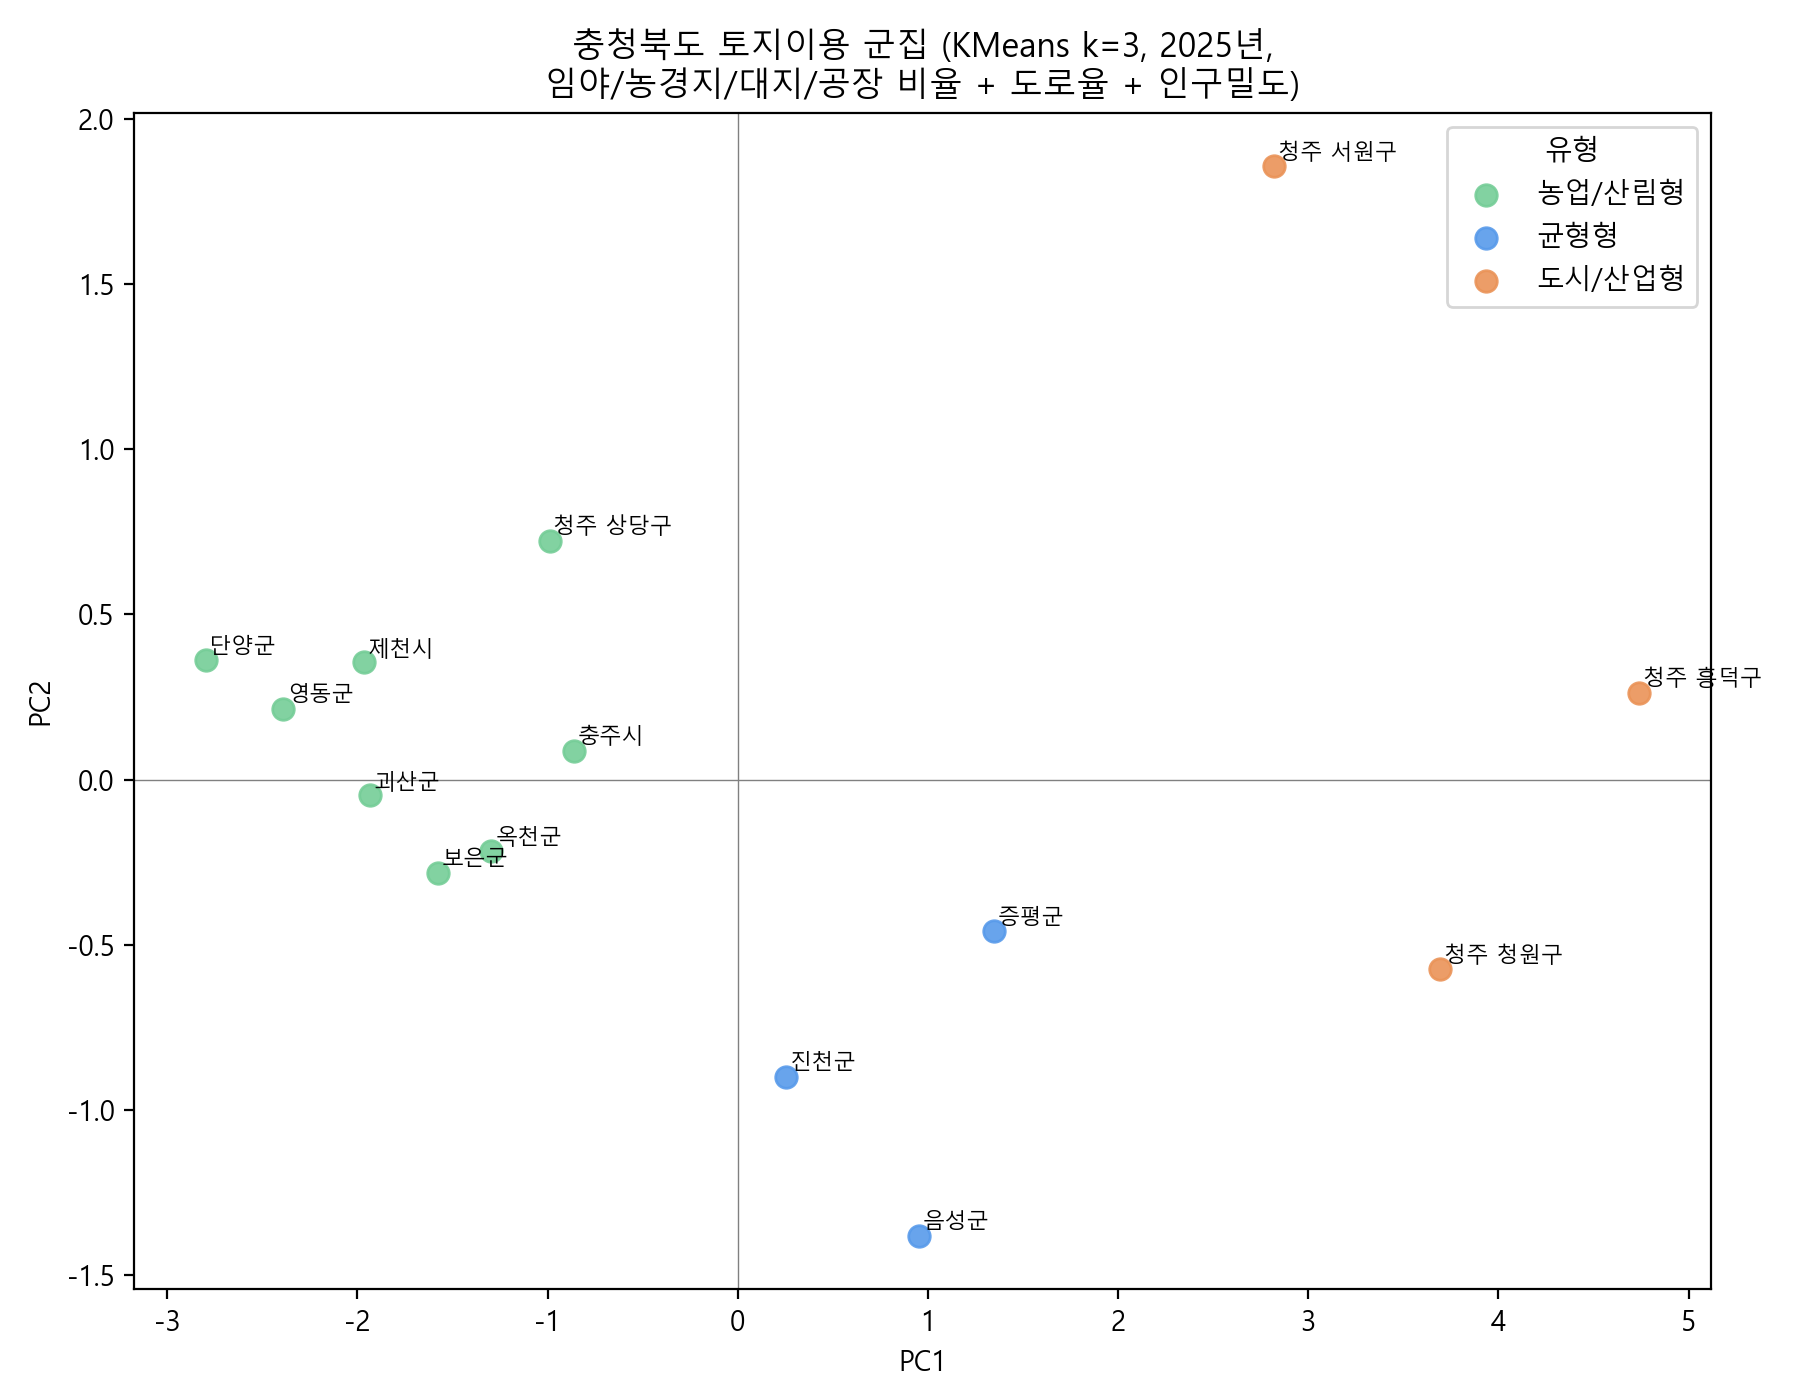 충청북도 토지이용 군집 (KMeans k=3, 2025년,
임야/농경지/대지/공장 비율 + 도로율 + 인구밀도)
2.0
1.5
1.0
0.5
0.0
-0.5
-1.0
-1.5
PC2
청주 서원구
유형
농업/산림형
균형형
도시/산업형
청주 상당구
단양군
제천시
영동군
청주 흥덕구
충주시
괴산군
옥천군
보은군
증평군
청주 청원구
진천군
음성군
-3
-2
-1
0
1
2
3
4
5
PC1